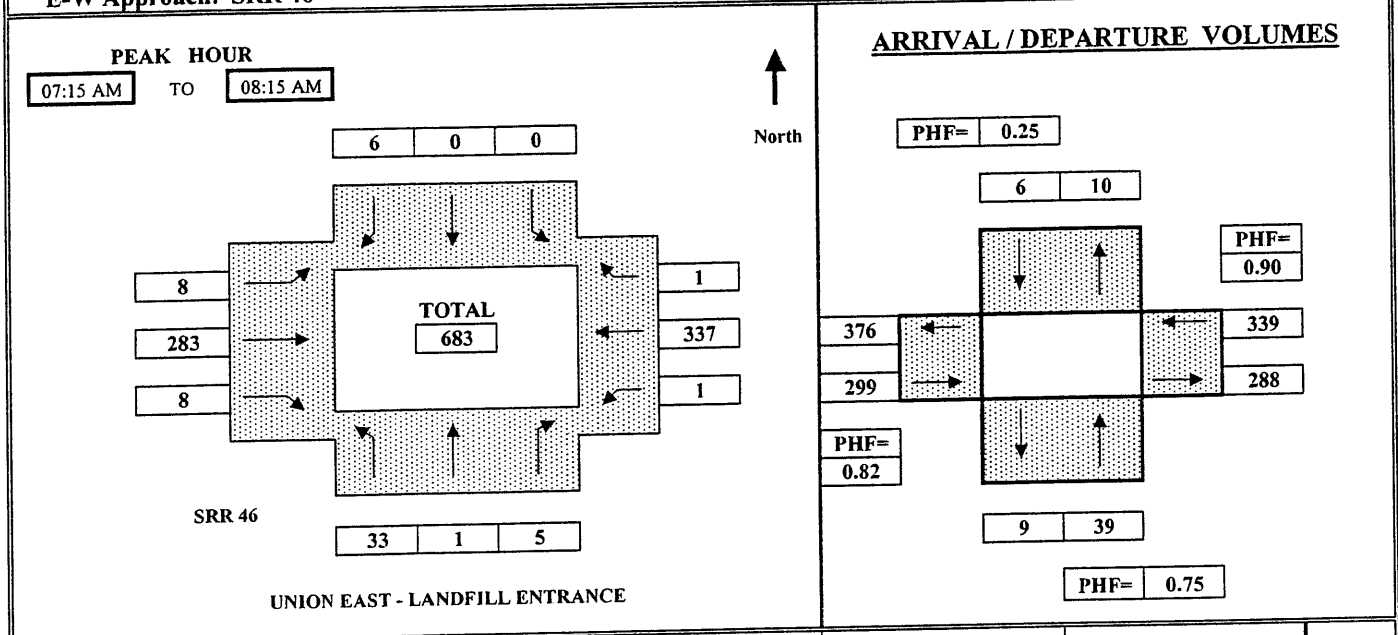 E-W Approach: SRR 46
PEAK HOUR
07:15 AM TO 08:15 AM
North
6 0 0
8
283
8
TOTAL
683
1
337
1
SRR 46
33 1 5
UNION EAST - LANDFILL ENTRANCE
ARRIVAL / DEPARTURE VOLUMES
PHF= 0.25
6 10
PHF=
0.90
376
299
339
288
PHF=
0.82
9 39
PHF= 0.75